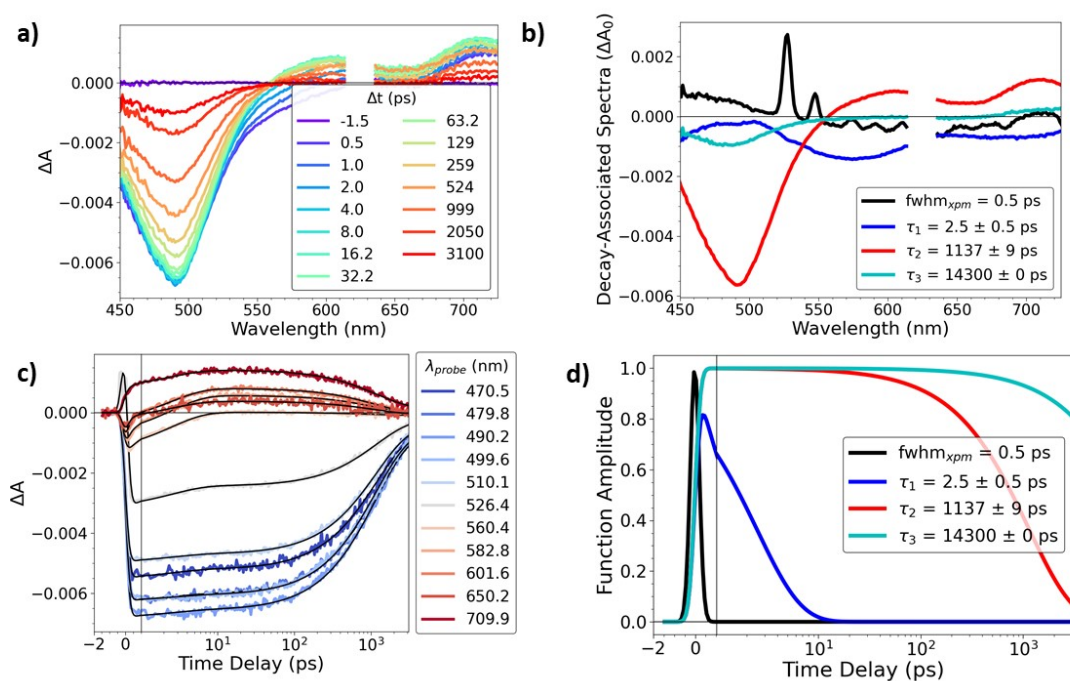 a)
ΔA
0.000
−0.002
−0.004
−0.006
450 500 550 600 650 700
Wavelength (nm)
Δt (ps)
-1.5
0.5
1.0
2.0
4.0
8.0
16.2
32.2
63.2
129
259
524
999
2050
3100
b)
Decay-Associated Spectra (ΔA₀)
0.002
0.000
−0.002
−0.004
−0.006
450 500 550 600 650 700
Wavelength (nm)
fwhmₓₚₘ = 0.5 ps
τ₁ = 2.5 ± 0.5 ps
τ₂ = 1137 ± 9 ps
τ₃ = 14300 ± 0 ps
c)
ΔA
0.000
−0.002
−0.004
−0.006
−2 0 10¹ 10² 10³
Time Delay (ps)
λ_probe (nm)
470.5
479.8
490.2
499.6
510.1
526.4
560.4
582.8
601.6
650.2
709.9
d)
Function Amplitude
1.0
0.8
0.6
0.4
0.2
0.0
−2 0 10¹ 10² 10³
Time Delay (ps)
fwhmₓₚₘ = 0.5 ps
τ₁ = 2.5 ± 0.5 ps
τ₂ = 1137 ± 9 ps
τ₃ = 14300 ± 0 ps